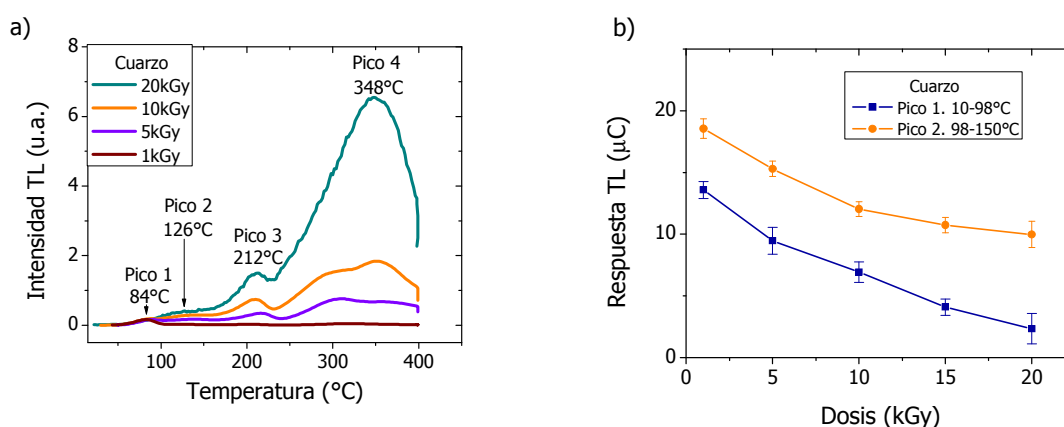 a)
Intensidad TL (u.a.)
8
6
4
2
0
Cuarzo
20kGy
10kGy
5kGy
1kGy
Pico 4
348°C
Pico 2
126°C
Pico 3
212°C
Pico 1
84°C
0 100 200 300 400
Temperatura (°C)
b)
Respuesta TL (µC)
20
10
0
Cuarzo
Pico 1. 10-98°C
Pico 2. 98-150°C
0 5 10 15 20
Dosis (kGy)